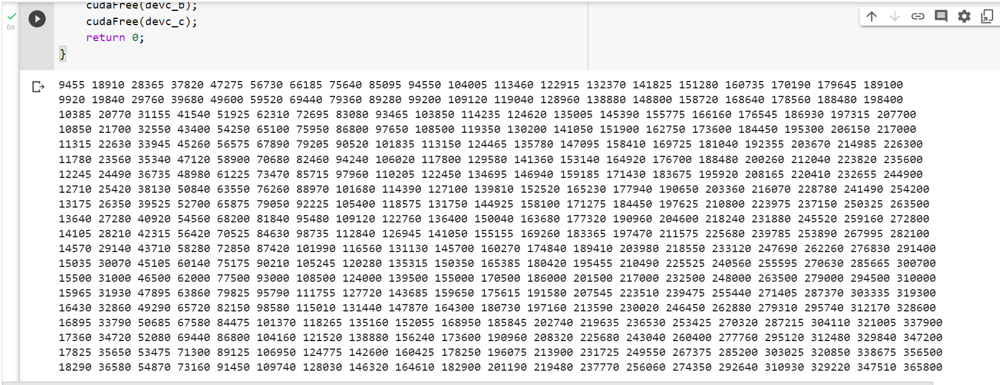 cudaFree(devc_b);
6s
cudaFree(devc_c);
return 0;
}
9455 18910 28365 37820 47275 56730 66185 75640 85095 94550 104005 113460 122915 132370 141825 151280 160735 170190 179645 189100
9920 19840 29760 39680 49600 59520 69440 79360 89280 99200 109120 119040 128960 138880 148800 158720 168640 178560 188480 198400
10385 20770 31155 41540 51925 62310 72695 83080 93465 103850 114235 124620 135005 145390 155775 166160 176545 186930 197315 207700
10850 21700 32550 43400 54250 65100 75950 86800 97650 108500 119350 130200 141050 151900 162750 173600 184450 195300 206150 217000
11315 22630 33945 45260 56575 67890 79205 90520 101835 113150 124465 135780 147095 158410 169725 181040 192355 203670 214985 226300
11780 23560 35340 47120 58900 70680 82460 94240 106020 117800 129580 141360 153140 164920 176700 188480 200260 212040 223820 235600
12245 24490 36735 48980 61225 73470 85715 97960 110205 122450 134695 146940 159185 171430 183675 195920 208165 220410 232655 244900
12710 25420 38130 50840 63550 76260 88970 101680 114390 127100 139810 152520 165230 177940 190650 203360 216070 228780 241490 254200
13175 26350 39525 52700 65875 79050 92225 105400 118575 131750 144925 158100 171275 184450 197625 210800 223975 237150 250325 263500
13640 27280 40920 54560 68200 81840 95480 109120 122760 136400 150040 163680 177320 190960 204600 218240 231880 245520 259160 272800
14105 28210 42315 56420 70525 84630 98735 112840 126945 141050 155155 169260 183365 197470 211575 225680 239785 253890 267995 282100
14570 29140 43710 58280 72850 87420 101990 116560 131130 145700 160270 174840 189410 203980 218550 233120 247690 262260 276830 291400
15035 30070 45105 60140 75175 90210 105245 120280 135315 150350 165385 180420 195455 210490 225525 240560 255595 270630 285665 300700
15500 31000 46500 62000 77500 93000 108500 124000 139500 155000 170500 186000 201500 217000 232500 248000 263500 279000 294500 310000
15965 31930 47895 63860 79825 95790 111755 127720 143685 159650 175615 191580 207545 223510 239475 255440 271405 287370 303335 319300
16430 32860 49290 65720 82150 98580 115010 131440 147870 164300 180730 197160 213590 230020 246450 262880 279310 295740 312170 328600
16895 33790 50685 67580 84475 101370 118265 135160 152055 168950 185845 202740 219635 236530 253425 270320 287215 304110 321005 337900
17360 34720 52080 69440 86800 104160 121520 138880 156240 173600 190960 208320 225680 243040 260400 277760 295120 312480 329840 347200
17825 35650 53475 71300 89125 106950 124775 142600 160425 178250 196075 213900 231725 249550 267375 285200 303025 320850 338675 356500
18290 36580 54870 73160 91450 109740 128030 146320 164610 182900 201190 219480 237770 256060 274350 292640 310930 329220 347510 365800